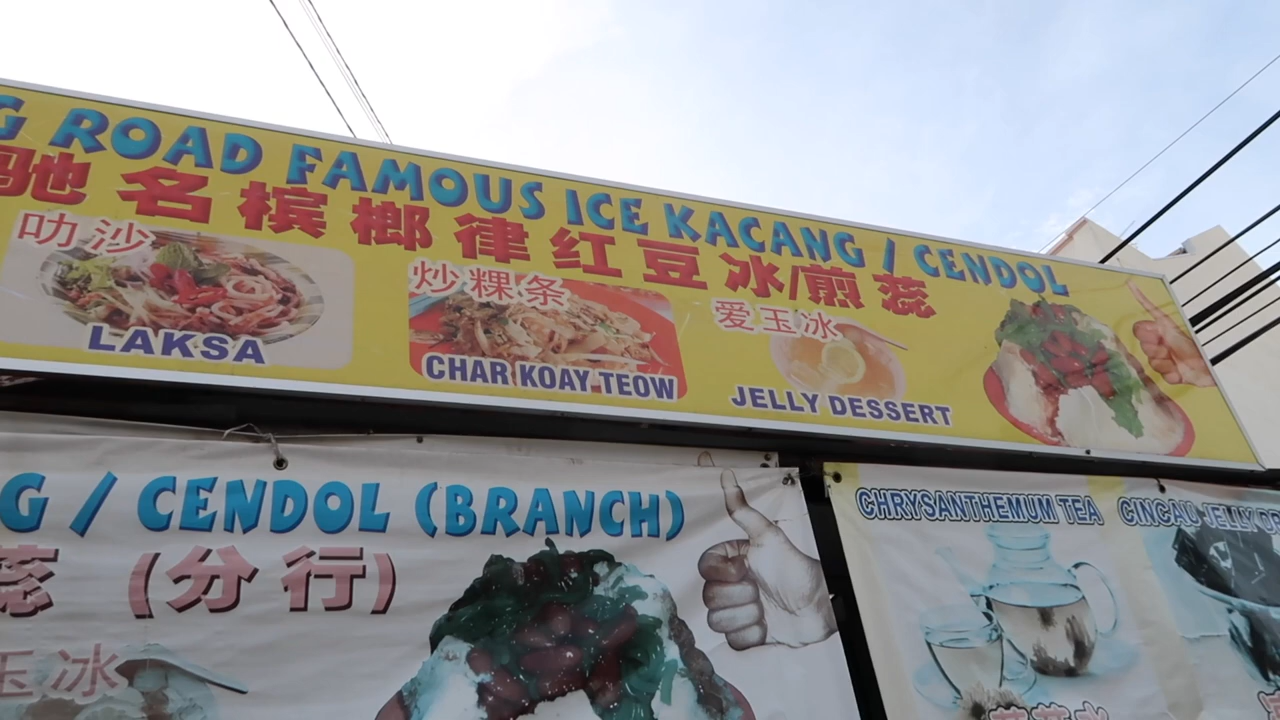 G ROAD FAMOUS ICE KACANG / CENDOL
驰名槟榔律红豆冰/煎蕊
叻沙
LAKSA
炒粿条
CHAR KOAY TEOW
爱玉冰
JELLY DESSERT
G / CENDOL (BRANCH)
蕊 (分行)
玉冰
CHRYSANTHEMUM TEA
CINCAU JELLY